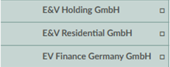 E&V Holding GmbH
E&V Residential GmbH
EV Finance Germany GmbH